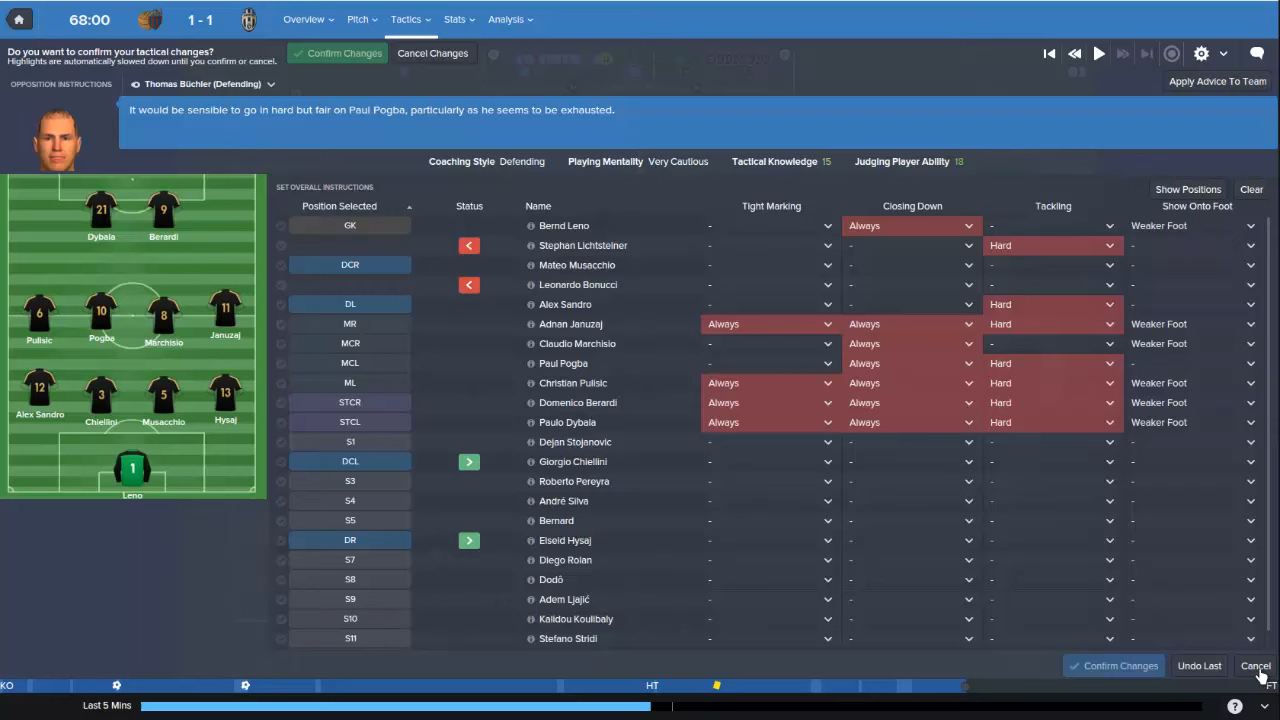 68:00 1 - 1 Overview Pitch Tactics Stats Analysis
Do you want to confirm your tactical changes? Confirm Changes Cancel Changes
Highlights are automatically slowed down until you confirm or cancel.
OPPOSITION INSTRUCTIONS Thomas Büchler (Defending) Apply Advice To Team
It would be sensible to go in hard but fair on Paul Pogba, particularly as he seems to be exhausted.
Coaching Style Defending Playing Mentality Very Cautious Tactical Knowledge 15 Judging Player Ability 18
21 9
Dybala Berardi
6 10 8 11
Pulisic Pogba Marchisio Januzaj
12 3 5 13
Alex Sandro Chiellini Musacchio Hysaj
1
Leno
SET OVERALL INSTRUCTIONS Show Positions Clear
Position Selected Status Name Tight Marking Closing Down Tackling Show Onto Foot
GK Bernd Leno - Always - Weaker Foot
< Stephan Lichtsteiner - - Hard -
DCR Mateo Musacchio - - - -
< Leonardo Bonucci - - - -
DL Alex Sandro - - Hard -
MR Adnan Januzaj Always Always Hard Weaker Foot
MCR Claudio Marchisio - Always - Weaker Foot
MCL Paul Pogba - Always Hard -
ML Christian Pulisic Always Always Hard Weaker Foot
STCR Domenico Berardi Always Always Hard Weaker Foot
STCL Paulo Dybala Always Always Hard Weaker Foot
S1 Dejan Stojanovic - - - -
DCL > Giorgio Chiellini - - - -
S3 Roberto Pereyra - - - -
S4 André Silva - - - -
S5 Bernard - - - -
DR > Elseid Hysaj - - - -
S7 Diego Rolan - - - -
S8 Dodô - - - -
S9 Adem Ljajić - - - -
S10 Kalidou Koulibaly - - - -
S11 Stefano Stridi - - - -
Confirm Changes Undo Last Cancel
KO HT FT
Last 5 Mins ?